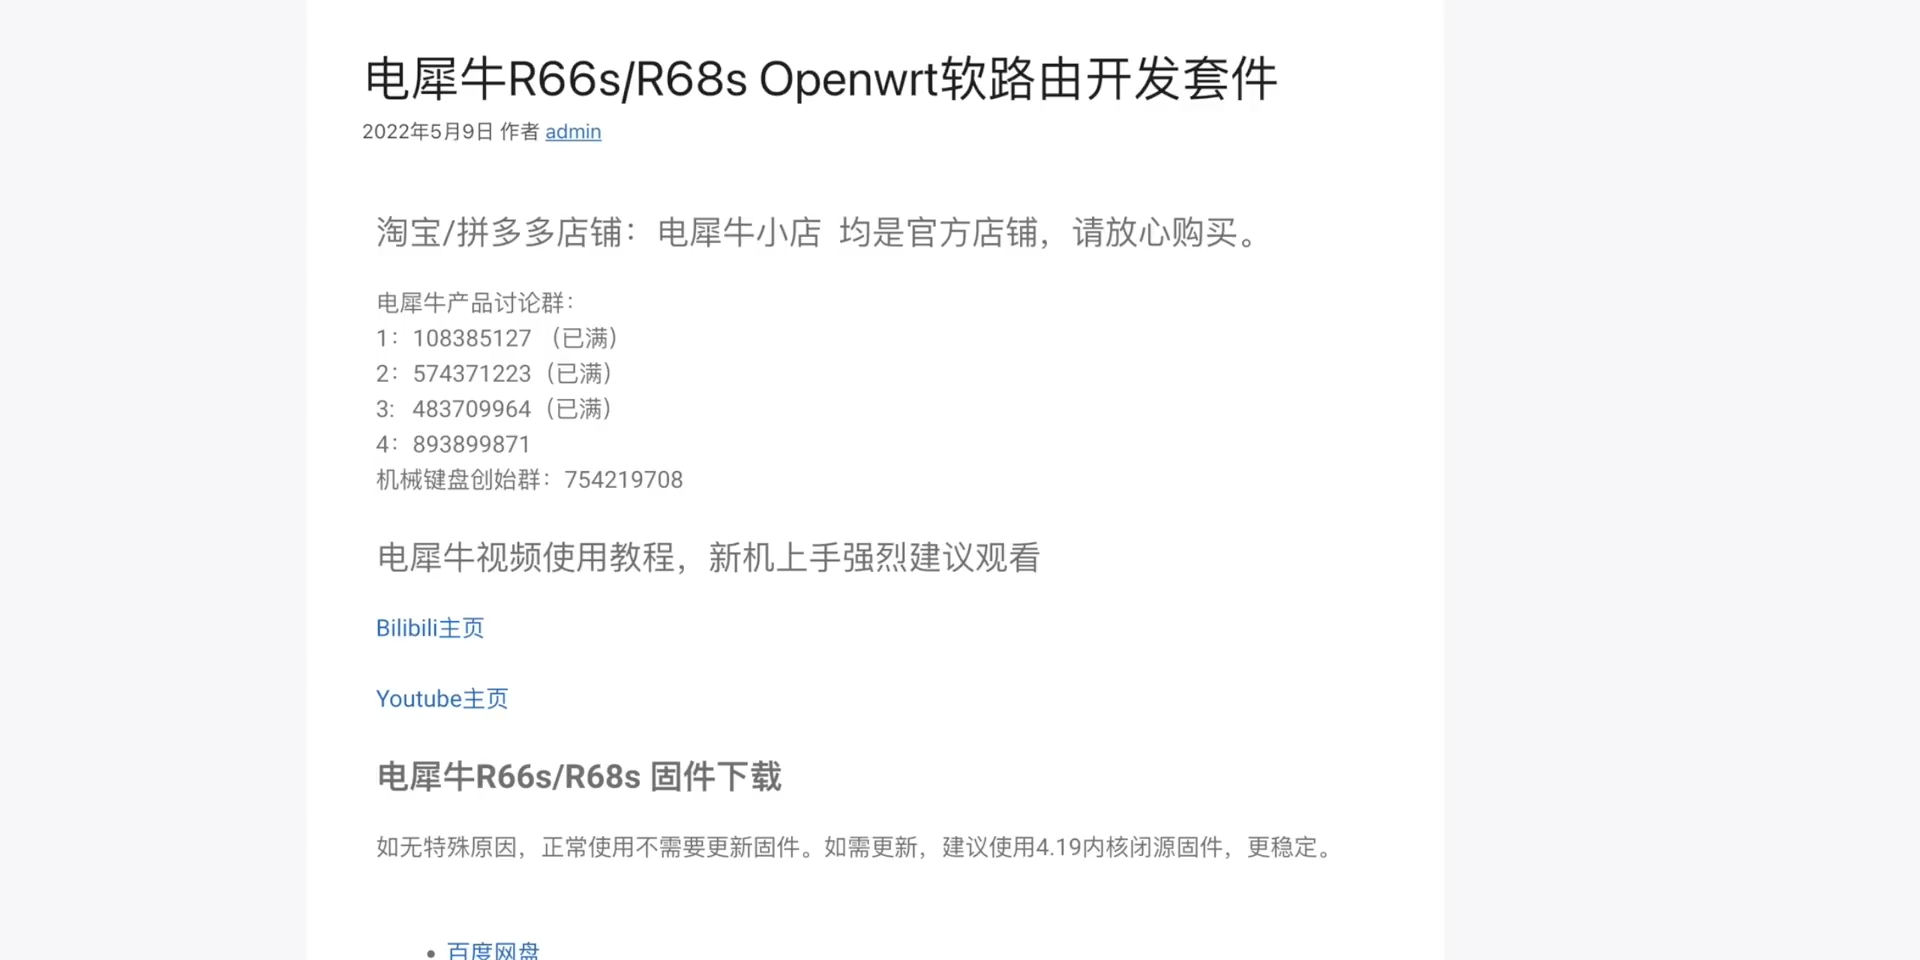 电犀牛R66s/R68s Openwrt软路由开发套件
2022年5月9日 作者 admin
淘宝/拼多多店铺：电犀牛小店 均是官方店铺，请放心购买。
电犀牛产品讨论群：
1：108385127 （已满）
2：574371223（已满）
3:  483709964（已满）
4：893899871
机械键盘创始群：754219708
电犀牛视频使用教程，新机上手强烈建议观看
Bilibili主页
Youtube主页
电犀牛R66s/R68s 固件下载
如无特殊原因，正常使用不需要更新固件。如需更新，建议使用4.19内核闭源固件，更稳定。
百度网盘